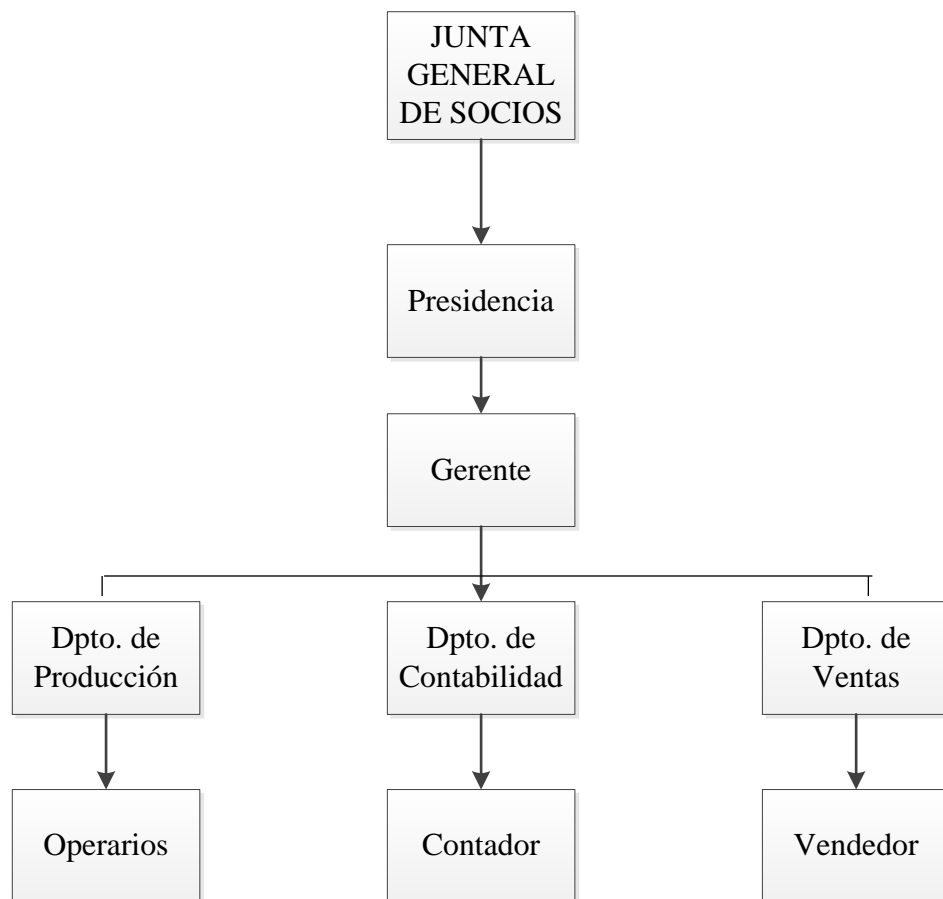 JUNTA
GENERAL
DE SOCIOS
Presidencia
Gerente
Dpto. de
Producción
Dpto. de
Contabilidad
Dpto. de
Ventas
Operarios
Contador
Vendedor